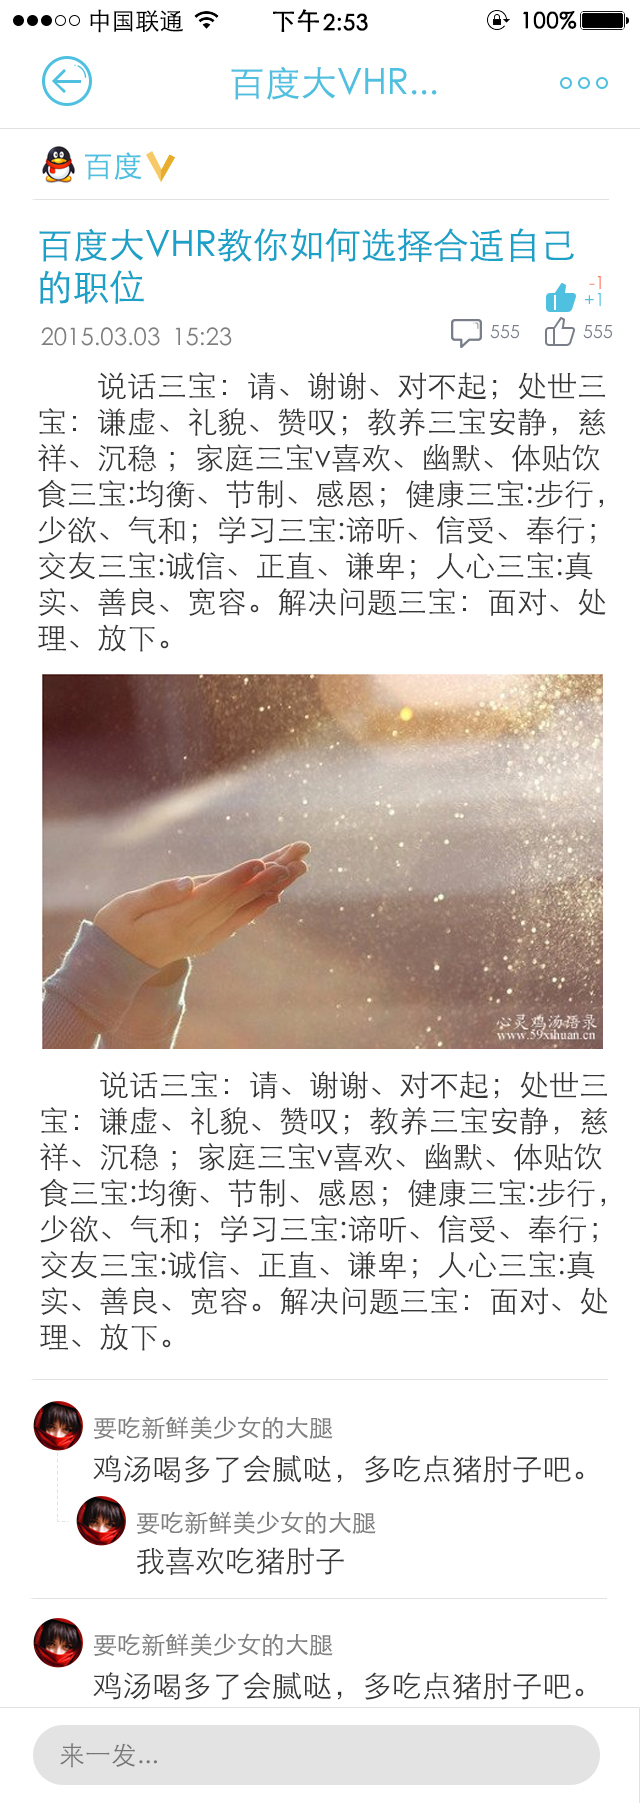 中国联通 下午2:53 100%
百度大VHR...
百度
百度大VHR教你如何选择合适自己
的职位
-1
+1
2015.03.03 15:23 555 555
说话三宝：请、谢谢、对不起；处世三
宝：谦虚、礼貌、赞叹；教养三宝安静，慈
祥、沉稳 ；家庭三宝v喜欢、幽默、体贴饮
食三宝:均衡、节制、感恩；健康三宝:步行，
少欲、气和；学习三宝:谛听、信受、奉行；
交友三宝:诚信、正直、谦卑；人心三宝:真
实、善良、宽容。解决问题三宝：面对、处
理、放下。
心灵鸡汤语录
www.59xihuan.cn
说话三宝：请、谢谢、对不起；处世三
宝：谦虚、礼貌、赞叹；教养三宝安静，慈
祥、沉稳 ；家庭三宝v喜欢、幽默、体贴饮
食三宝:均衡、节制、感恩；健康三宝:步行，
少欲、气和；学习三宝:谛听、信受、奉行；
交友三宝:诚信、正直、谦卑；人心三宝:真
实、善良、宽容。解决问题三宝：面对、处
理、放下。
要吃新鲜美少女的大腿
鸡汤喝多了会腻哒，多吃点猪肘子吧。
要吃新鲜美少女的大腿
我喜欢吃猪肘子
要吃新鲜美少女的大腿
鸡汤喝多了会腻哒，多吃点猪肘子吧。
来一发...